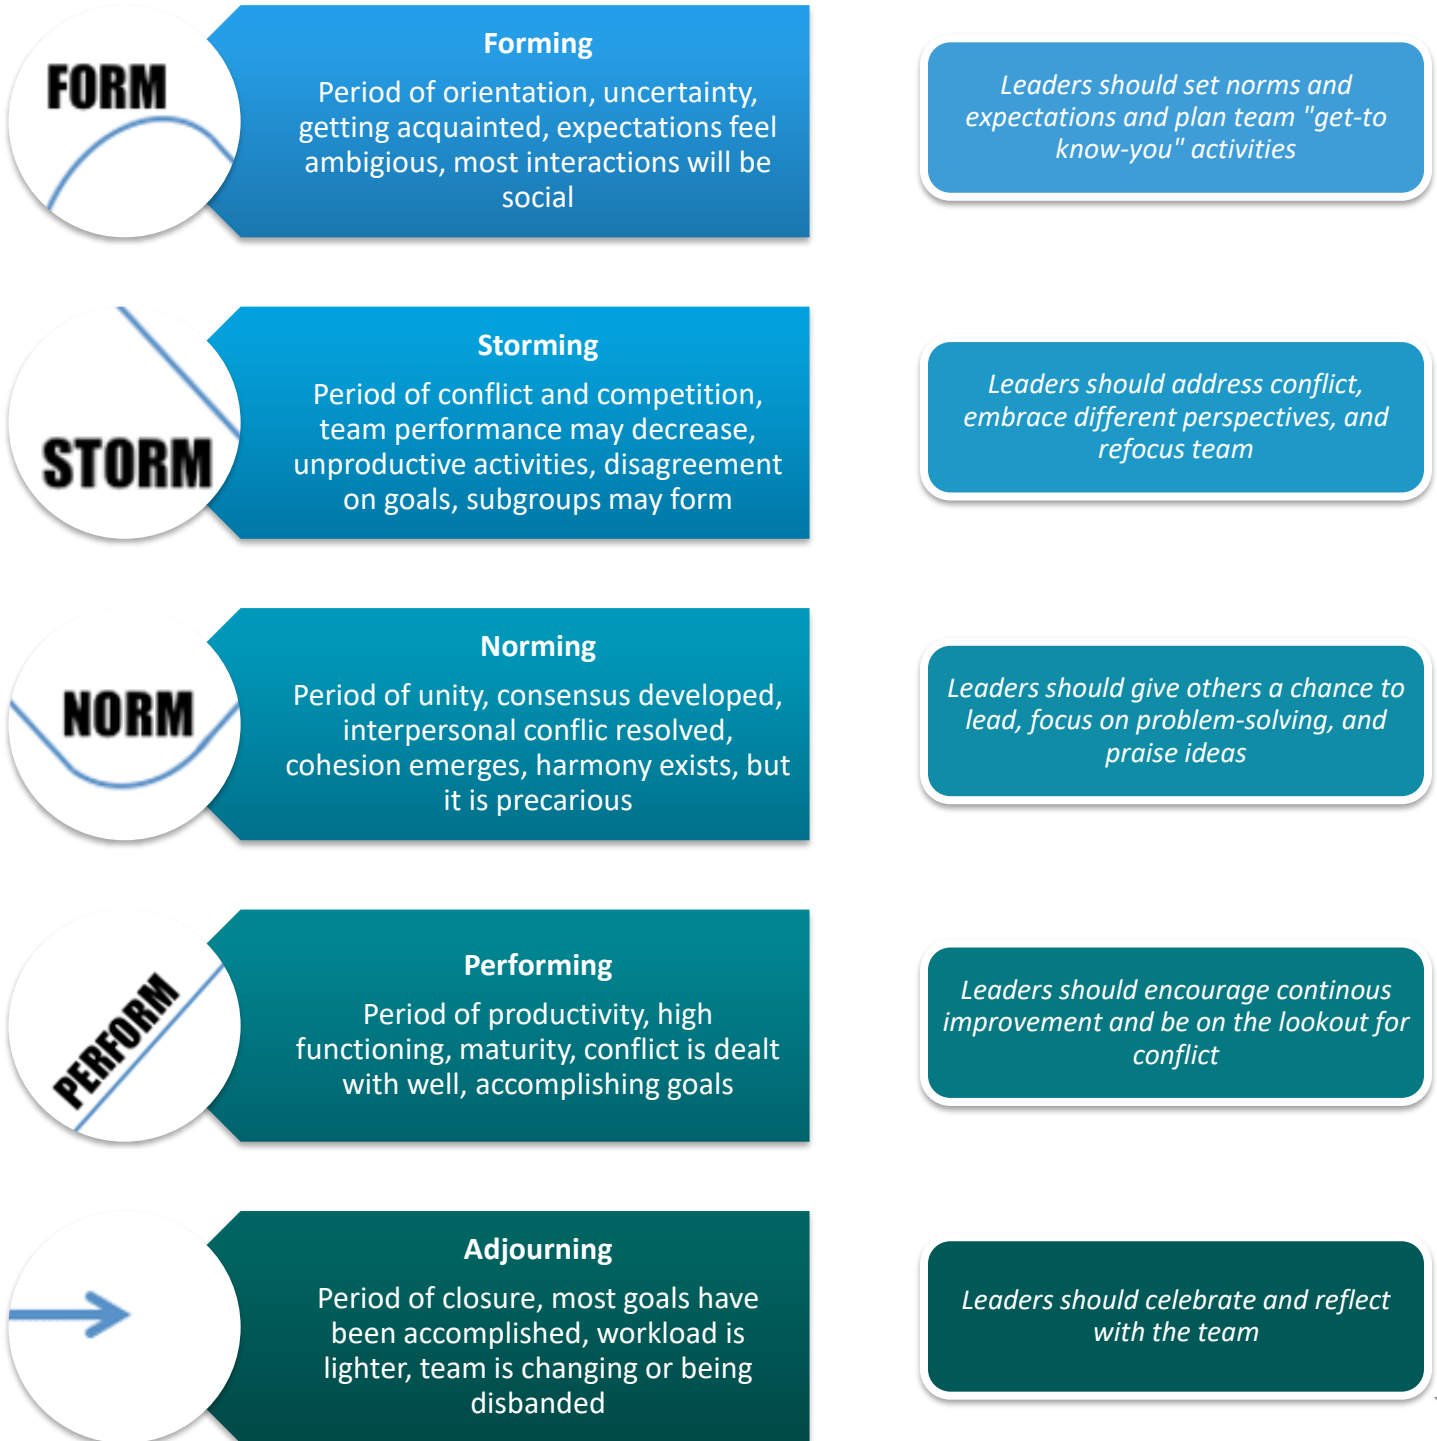 FORM
Forming
Period of orientation, uncertainty,
getting acquainted, expectations feel
ambigious, most interactions will be
social
Leaders should set norms and
expectations and plan team "get-to
know-you" activities
STORM
Storming
Period of conflict and competition,
team performance may decrease,
unproductive activities, disagreement
on goals, subgroups may form
Leaders should address conflict,
embrace different perspectives, and
refocus team
NORM
Norming
Period of unity, consensus developed,
interpersonal conflic resolved,
cohesion emerges, harmony exists, but
it is precarious
Leaders should give others a chance to
lead, focus on problem-solving, and
praise ideas
PERFORM
Performing
Period of productivity, high
functioning, maturity, conflict is dealt
with well, accomplishing goals
Leaders should encourage continous
improvement and be on the lookout for
conflict
Adjourning
Period of closure, most goals have
been accomplished, workload is
lighter, team is changing or being
disbanded
Leaders should celebrate and reflect
with the team